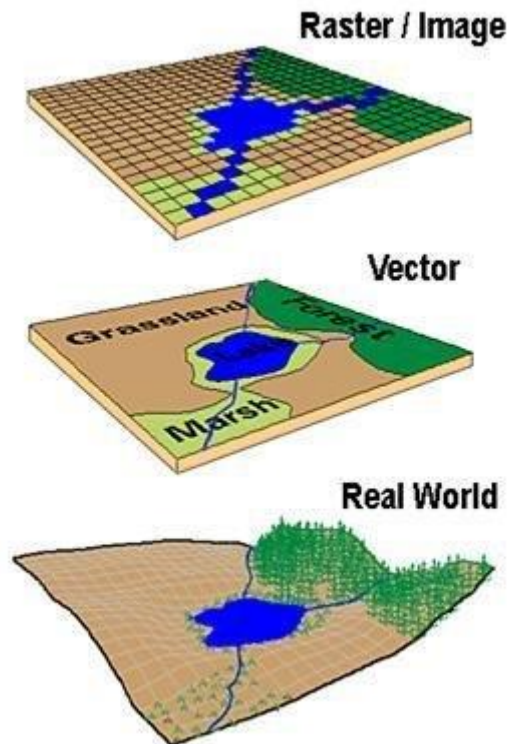 Raster / Image
Vector
Grassland
Forest
Lake
Marsh
Real World